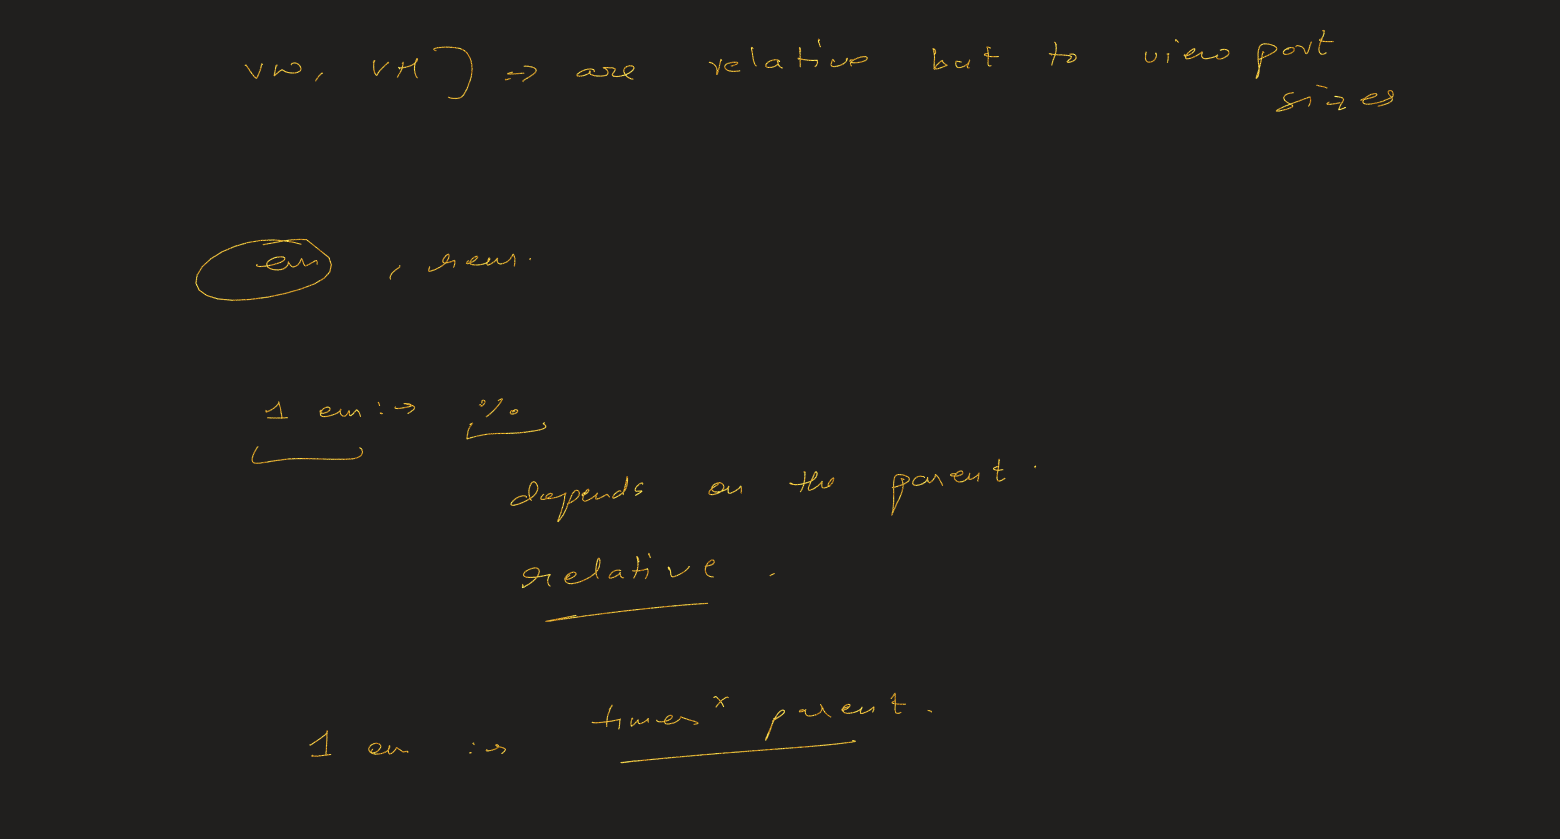 vw, vH ] => are relative but to view port
sizes
em , rem.
1 em :-> %
depends on the parent.
relative.
times x parent.
1 em :->